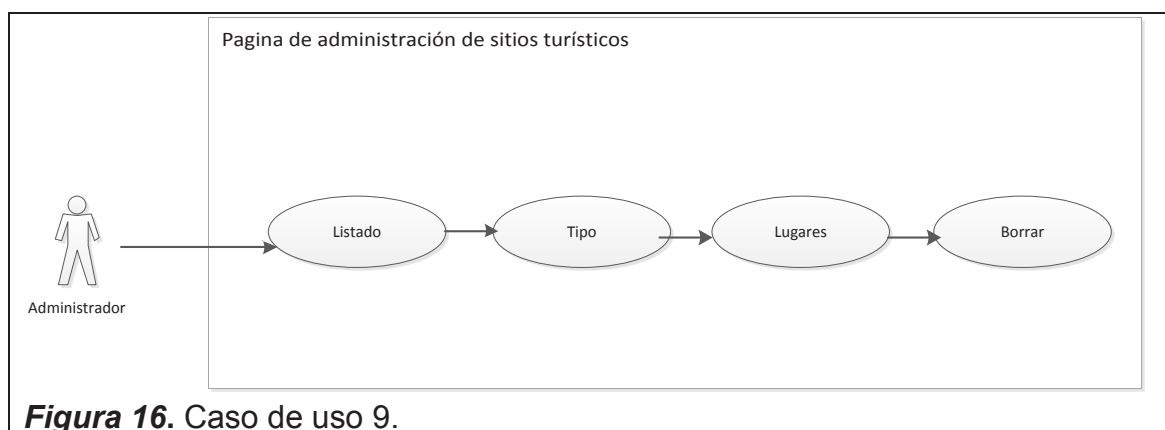 Pagina de administración de sitios turísticos
Listado
Tipo
Lugares
Borrar
Administrador
Figura 16. Caso de uso 9.